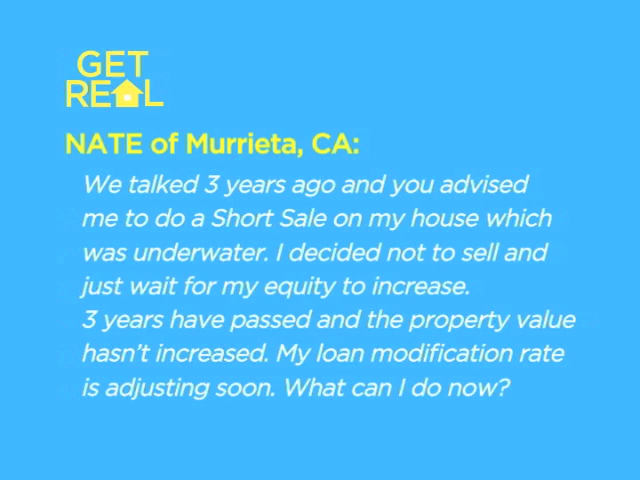 GET
REAL
NATE of Murrieta, CA:
We talked 3 years ago and you advised
me to do a Short Sale on my house which
was underwater. I decided not to sell and
just wait for my equity to increase.
3 years have passed and the property value
hasn't increased. My loan modification rate
is adjusting soon. What can I do now?